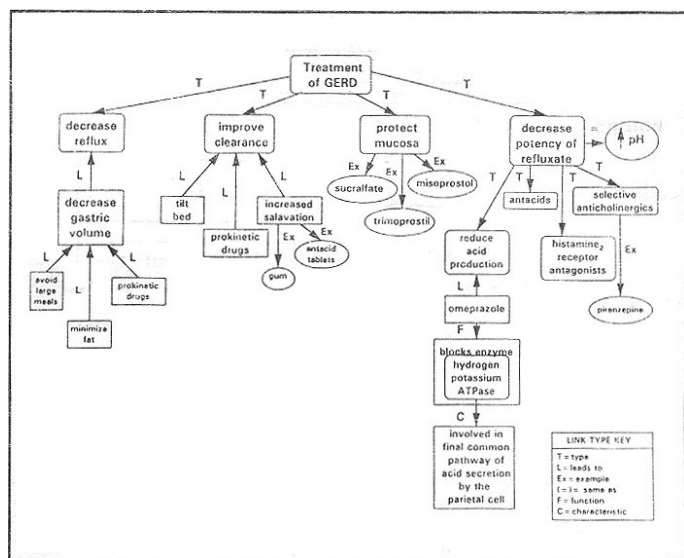 Treatment
of GERD
T
T
T
T
decrease
reflux
improve
clearance
protect
mucosa
decrease
potency of
refluxate
=
pH
L
decrease
gastric
volume
L
L
L
avoid
large
meals
minimize
fat
prokinetic
drugs
L
L
L
tilt
bed
prokinetic
drugs
increased
salavation
Ex
Ex
gum
antacid
tablets
Ex
Ex
Ex
sucralfate
trimoprostil
misoprostol
T
T
T
T
reduce
acid
production
antacids
histamine2
receptor
antagonists
selective
anticholinergics
Ex
pirenzepine
L
omeprazole
F
blocks enzyme
hydrogen
potassium
ATPase
C
involved in
final common
pathway of
acid secretion
by the
parietal cell
LINK TYPE KEY
T = type
L = leads to
Ex = example
(=) = same as
F = function
C = characteristic